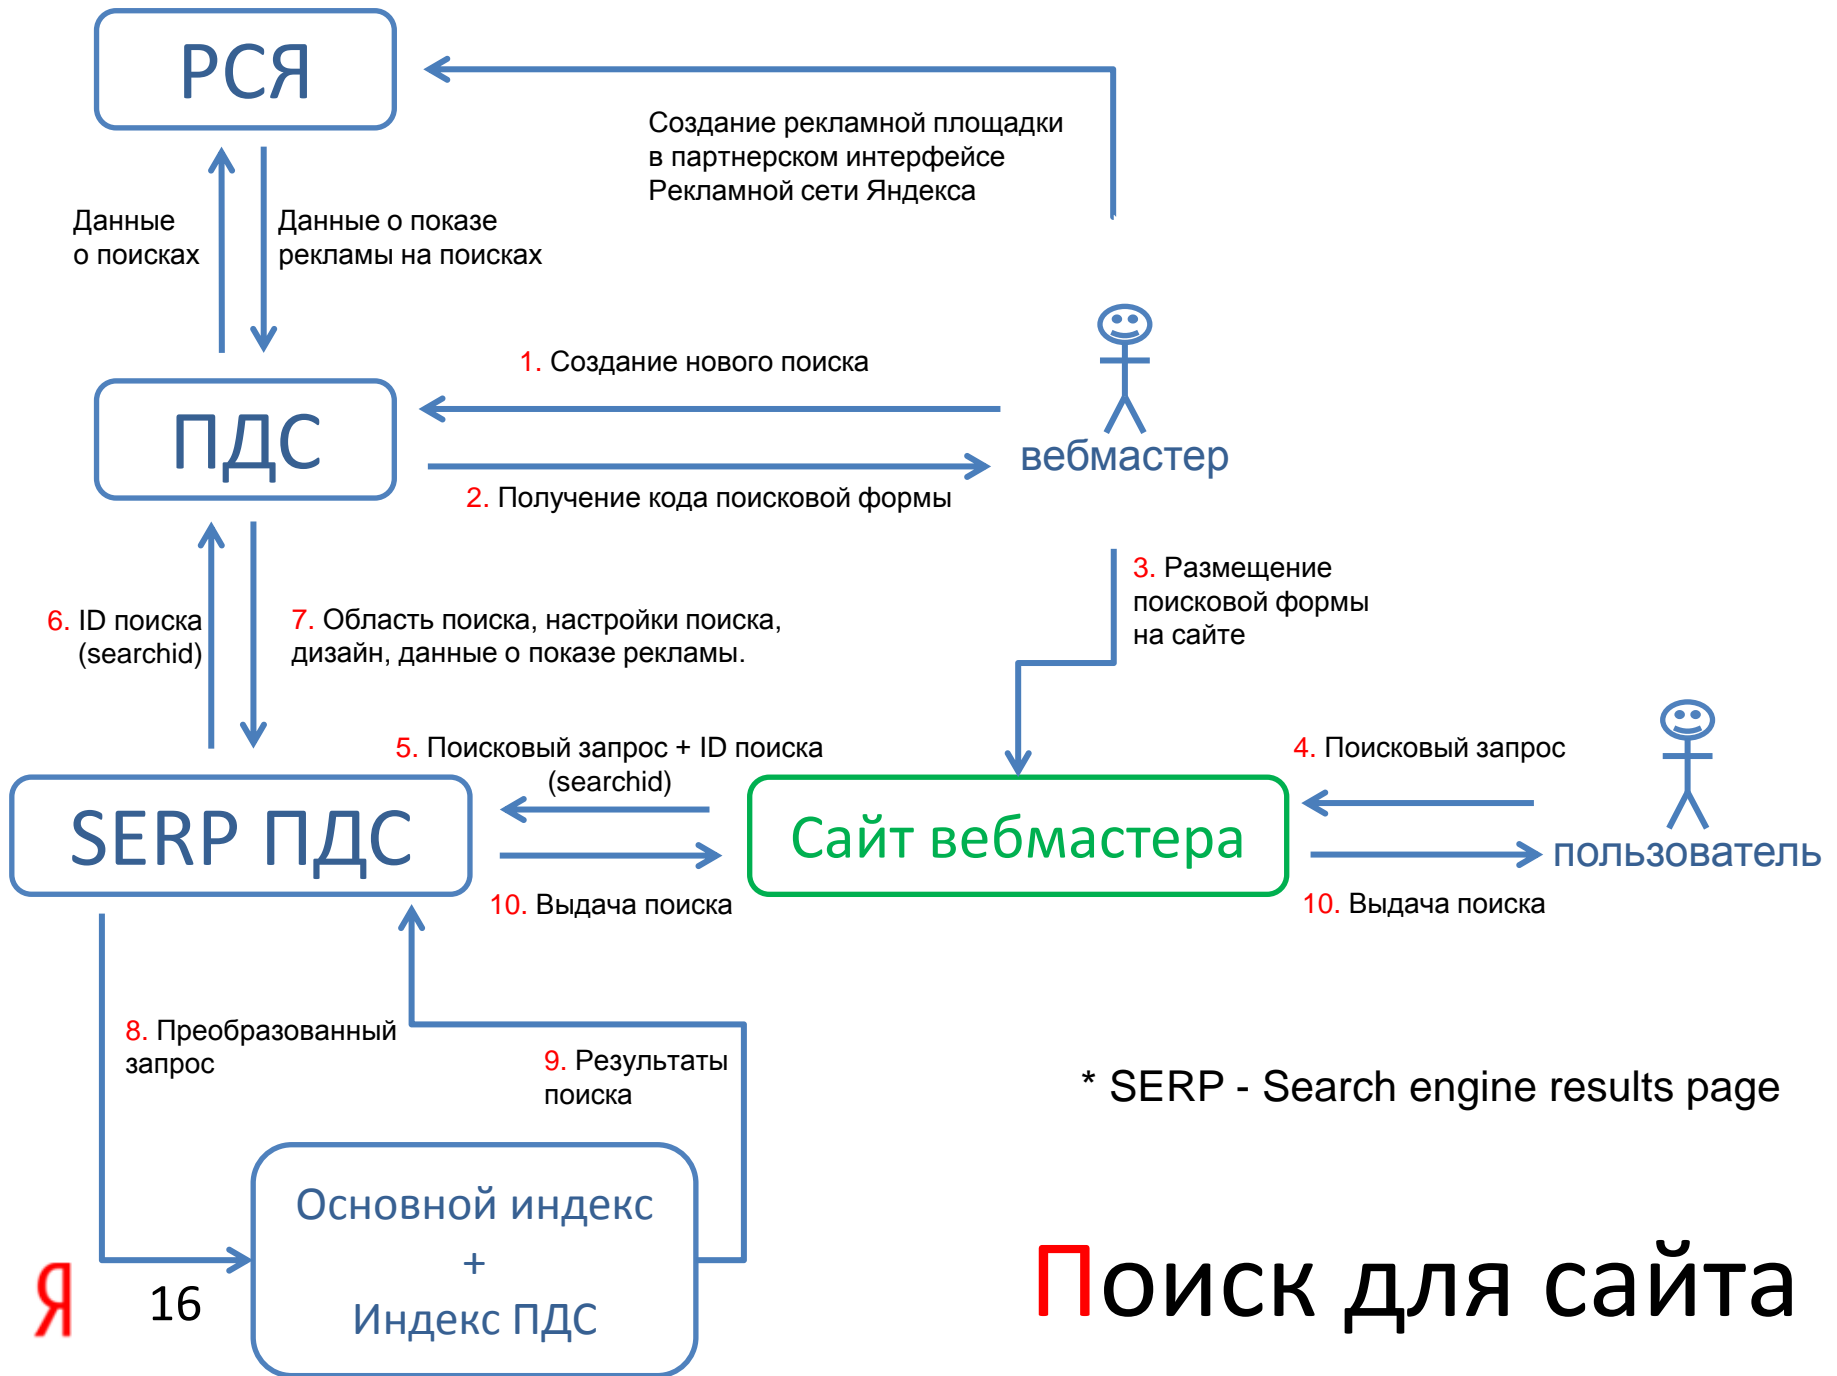 РСЯ
Создание рекламной площадки
в партнерском интерфейсе
Рекламной сети Яндекса
Данные
о поисках
Данные о показе
рекламы на поисках
1. Создание нового поиска
ПДС
вебмастер
2. Получение кода поисковой формы
3. Размещение
поисковой формы
на сайте
6. ID поиска
(searchid)
7. Область поиска, настройки поиска,
дизайн, данные о показе рекламы.
5. Поисковый запрос + ID поиска
(searchid)
4. Поисковый запрос
SERP ПДС
Сайт вебмастера
пользователь
10. Выдача поиска
10. Выдача поиска
8. Преобразованный
запрос
9. Результаты
поиска
* SERP - Search engine results page
Основной индекс
+
Индекс ПДС
Я
16
Поиск для сайта